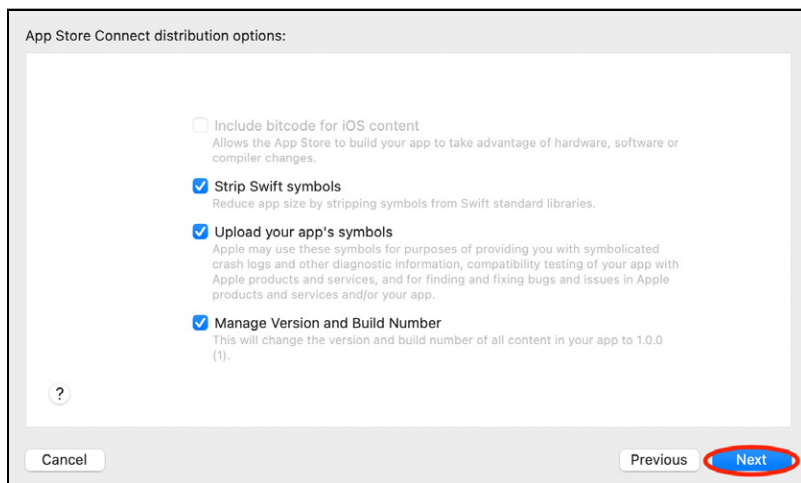 App Store Connect distribution options:
Include bitcode for iOS content
Allows the App Store to build your app to take advantage of hardware, software or
compiler changes.
Strip Swift symbols
Reduce app size by stripping symbols from Swift standard libraries.
Upload your app's symbols
Apple may use these symbols for purposes of providing you with symbolicated
crash logs and other diagnostic information, compatibility testing of your app with
Apple products and services, and for finding and fixing bugs and issues in Apple
products and services and/or your app.
Manage Version and Build Number
This will change the version and build number of all content in your app to 1.0.0
(1).
?
Cancel
Previous
Next